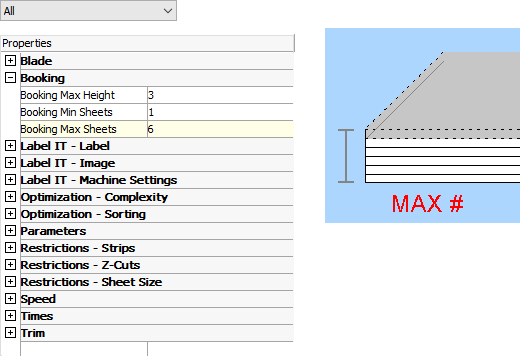 All
Properties
Blade
Booking
Booking Max Height 3
Booking Min Sheets 1
Booking Max Sheets 6
Label IT - Label
Label IT - Image
Label IT - Machine Settings
Optimization - Complexity
Optimization - Sorting
Parameters
Restrictions - Strips
Restrictions - Z-Cuts
Restrictions - Sheet Size
Speed
Times
Trim
MAX #